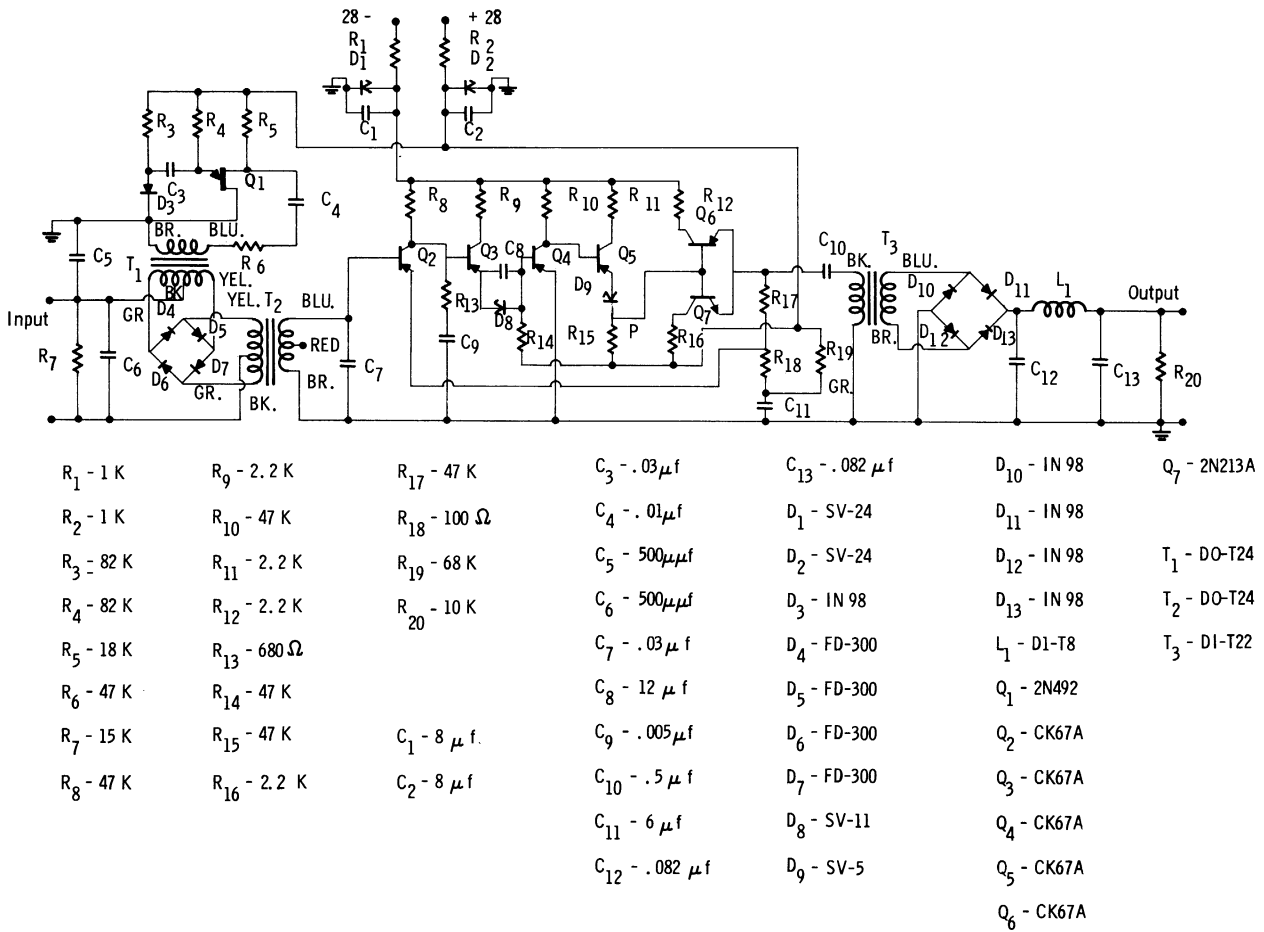 28 - + 28
R1 R2
D1 D2
C1 C2
R3 R4 R5
C3 Q1
D3 C4
BR. BLU.
R6
C5 T1
YEL.
BK
D4 YEL. T2 BLU.
GR
Input D5
RED
R7 C6 D6 D7
GR. BR.
BK.
C7
R8 R9 R10 R11 R12
Q6
Q2 Q3 C8 Q4 Q5
D9
R13 D8
C9 R14 R15 P R16 Q7
R17
R18 R19
GR.
C11
C10 T3
BK. BLU.
D10 D11 L1 Output
D12 D13
BR.
C12 C13 R20
R1 - 1 K
R2 - 1 K
R3 - 82 K
R4 - 82 K
R5 - 18 K
R6 - 47 K
R7 - 15 K
R8 - 47 K
R9 - 2.2 K
R10 - 47 K
R11 - 2.2 K
R12 - 2.2 K
R13 - 680 Ω
R14 - 47 K
R15 - 47 K
R16 - 2.2 K
R17 - 47 K
R18 - 100 Ω
R19 - 68 K
R20 - 10 K
C1 - 8 μf.
C2 - 8 μf
C3 - .03μf
C4 - .01μf
C5 - 500μμf
C6 - 500μμf
C7 - .03μf
C8 - 12 μf
C9 - .005μf
C10 - .5 μf
C11 - 6 μf
C12 - .082 μf
C13 - .082 μf
D1 - SV-24
D2 - SV-24
D3 - IN 98
D4 - FD-300
D5 - FD-300
D6 - FD-300
D7 - FD-300
D8 - SV-11
D9 - SV-5
D10 - IN 98
D11 - IN 98
D12 - IN 98
D13 - IN 98
L1 - D1-T8
Q1 - 2N492
Q2 - CK67A
Q3 - CK67A
Q4 - CK67A
Q5 - CK67A
Q6 - CK67A
Q7 - 2N213A
T1 - DO-T24
T2 - DO-T24
T3 - DI-T22